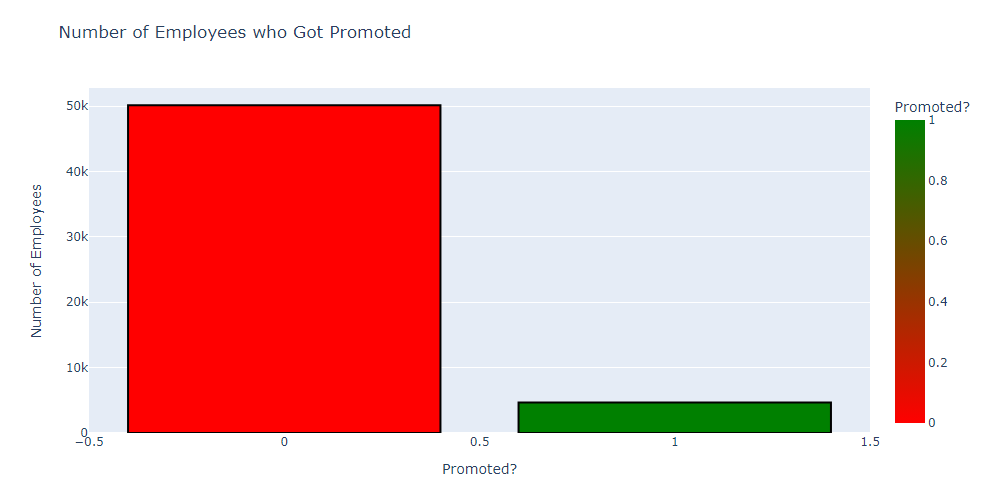 Number of Employees who Got Promoted
Promoted?
50k
40k
30k
20k
10k
0
Number of Employees
−0.5
0
0.5
1
1.5
Promoted?
1
0.8
0.6
0.4
0.2
0